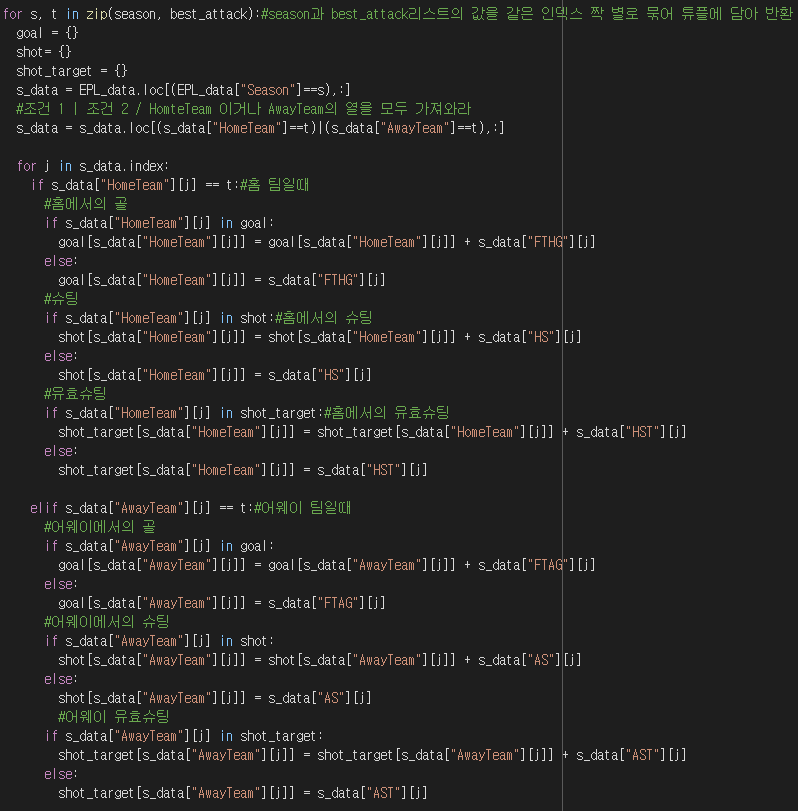 for s, t in zip(season, best_attack):#season과 best_attack리스트의 값을 같은 인덱스 짝 별로 묶어 튜플에 담아 반환
  goal = {}
  shot= {}
  shot_target = {}
  s_data = EPL_data.loc[(EPL_data["Season"]==s),:]
  #조건 1 | 조건 2 / HomteTeam 이거나 AwayTeam의 열을 모두 가져와라
  s_data = s_data.loc[(s_data["HomeTeam"]==t)|(s_data["AwayTeam"]==t),:]

  for j in s_data.index:
    if s_data["HomeTeam"][j] == t:#홈 팀일때
      #홈에서의 골
      if s_data["HomeTeam"][j] in goal:
        goal[s_data["HomeTeam"][j]] = goal[s_data["HomeTeam"][j]] + s_data["FTHG"][j]
      else:
        goal[s_data["HomeTeam"][j]] = s_data["FTHG"][j]
      #슈팅
      if s_data["HomeTeam"][j] in shot:#홈에서의 슈팅
        shot[s_data["HomeTeam"][j]] = shot[s_data["HomeTeam"][j]] + s_data["HS"][j]
      else:
        shot[s_data["HomeTeam"][j]] = s_data["HS"][j]
      #유효슈팅
      if s_data["HomeTeam"][j] in shot_target:#홈에서의 유효슈팅
        shot_target[s_data["HomeTeam"][j]] = shot_target[s_data["HomeTeam"][j]] + s_data["HST"][j]
      else:
        shot_target[s_data["HomeTeam"][j]] = s_data["HST"][j]

    elif s_data["AwayTeam"][j] == t:#어웨이 팀일때
      #어웨이에서의 골
      if s_data["AwayTeam"][j] in goal:
        goal[s_data["AwayTeam"][j]] = goal[s_data["AwayTeam"][j]] + s_data["FTAG"][j]
      else:
        goal[s_data["AwayTeam"][j]] = s_data["FTAG"][j]
      #어웨이에서의 슈팅
      if s_data["AwayTeam"][j] in shot:
        shot[s_data["AwayTeam"][j]] = shot[s_data["AwayTeam"][j]] + s_data["AS"][j]
      else:
        shot[s_data["AwayTeam"][j]] = s_data["AS"][j]
        #어웨이 유효슈팅
      if s_data["AwayTeam"][j] in shot_target:
        shot_target[s_data["AwayTeam"][j]] = shot_target[s_data["AwayTeam"][j]] + s_data["AST"][j]
      else:
        shot_target[s_data["AwayTeam"][j]] = s_data["AST"][j]